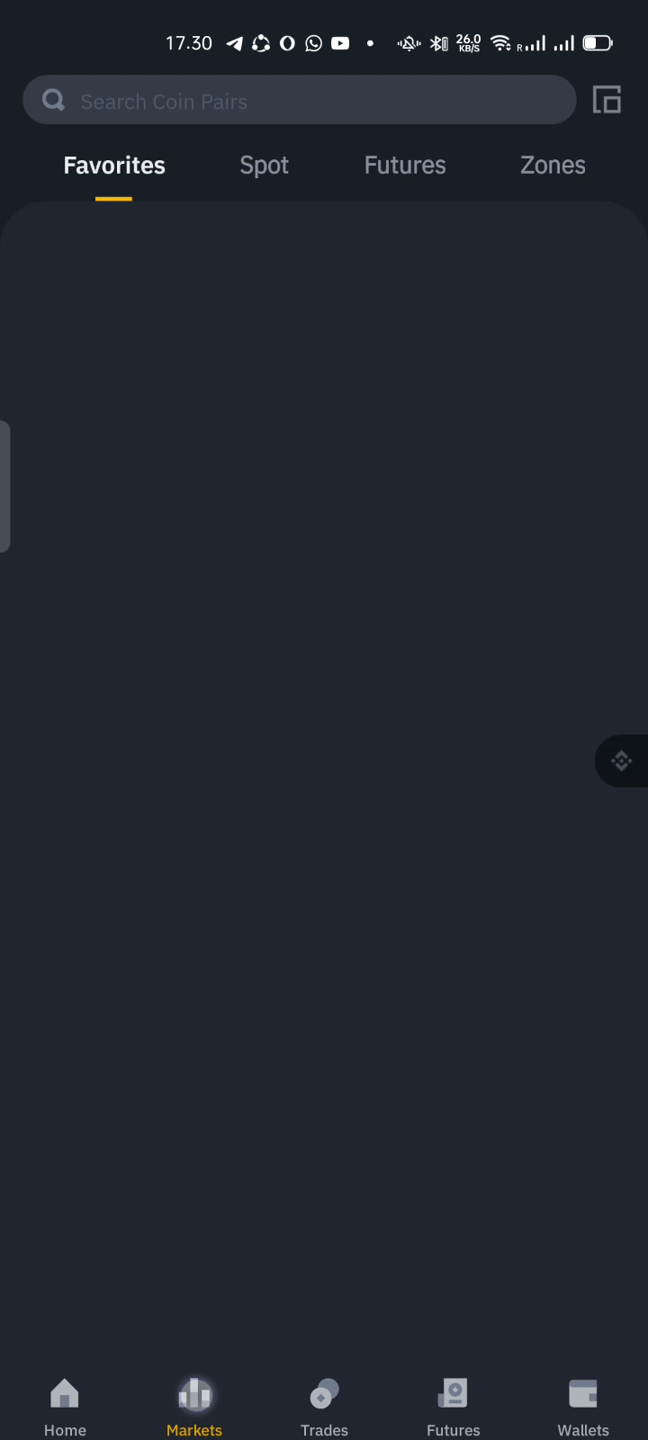 17.30
26.0
KB/S
R
Search Coin Pairs
Favorites Spot Futures Zones
Home Markets Trades Futures Wallets